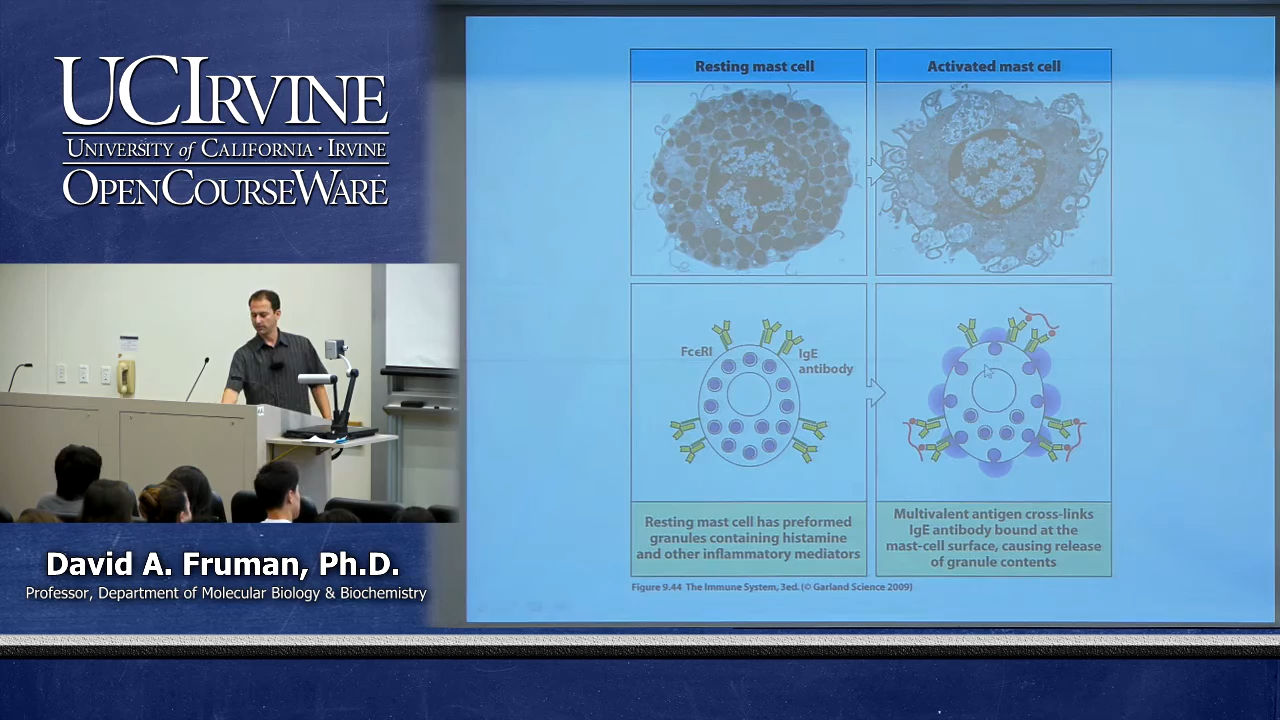 UCIRVINE
UNIVERSITY of CALIFORNIA · IRVINE
OPENCOURSEWARE
David A. Fruman, Ph.D.
Professor, Department of Molecular Biology & Biochemistry
Resting mast cell
Activated mast cell
FcεRI
IgE
antibody
Resting mast cell has preformed
granules containing histamine
and other inflammatory mediators
Multivalent antigen cross-links
IgE antibody bound at the
mast-cell surface, causing release
of granule contents
Figure 9.44 The Immune System, 3ed. (© Garland Science 2009)